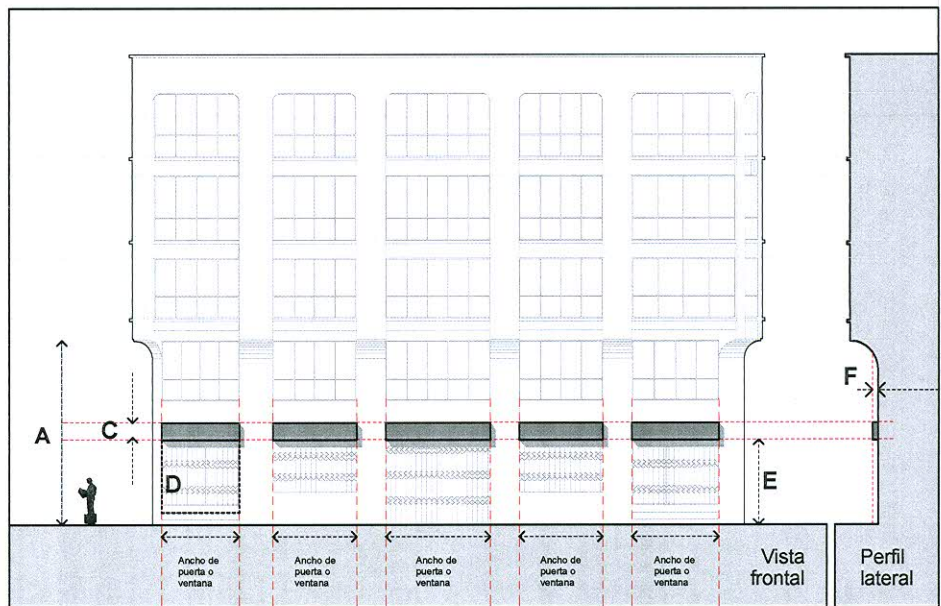 F
A
C
D
E
Ancho de
puerta o
ventana
Ancho de
puerta o
ventana
Ancho de
puerta o
ventana
Ancho de
puerta o
ventana
Ancho de
puerta o
ventana
Vista
frontal
Perfil
lateral